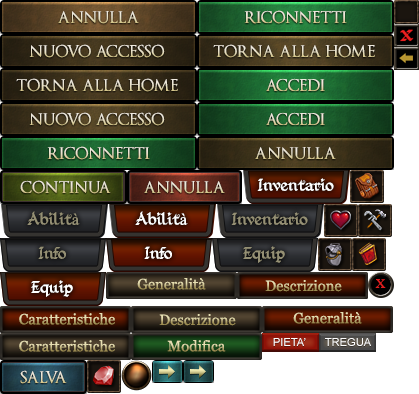 ANNULLA RICONNETTI
NUOVO ACCESSO TORNA ALLA HOME
TORNA ALLA HOME ACCEDI
NUOVO ACCESSO ACCEDI
RICONNETTI ANNULLA
CONTINUA ANNULLA Inventario
Abilità Abilità Inventario
Info Info Equip
Equip Generalità Descrizione X
Caratteristiche Descrizione Generalità
Caratteristiche Modifica PIETA' TREGUA
SALVA